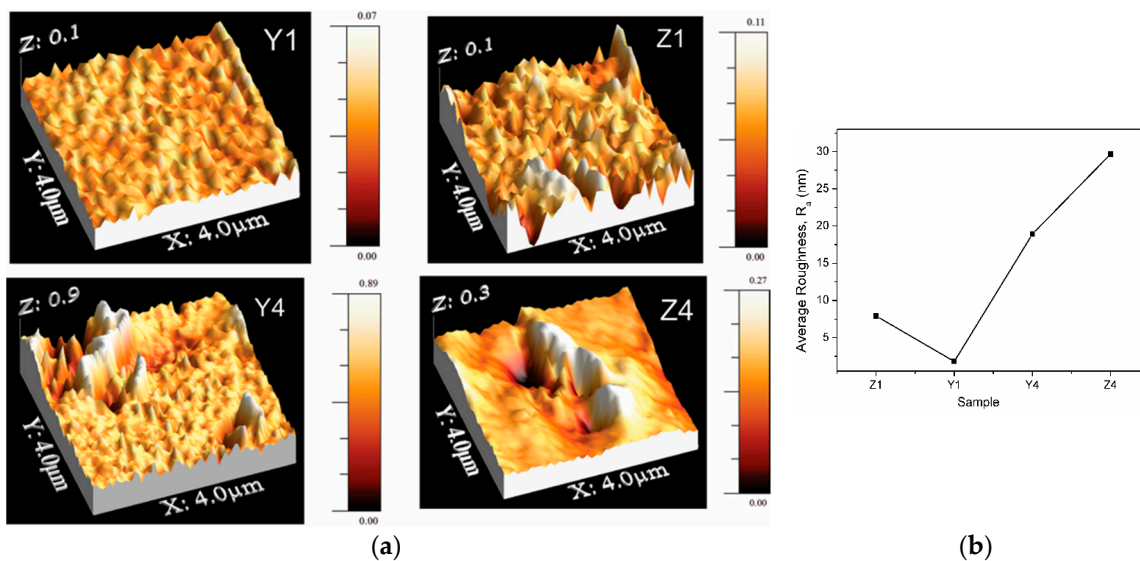 Z: 0.1
Y1
Y: 4.0µm
X: 4.0µm
0.07
0.00
Z: 0.1
Z1
Y: 4.0µm
X: 4.0µm
0.11
0.00
Z: 0.9
Y4
Y: 4.0µm
X: 4.0µm
0.89
0.00
Z: 0.3
Z4
Y: 4.0µm
X: 4.0µm
0.27
0.00
(a)
Average Roughness, Ra (nm)
30
25
20
15
10
5
Z1
Y1
Y4
Z4
Sample
(b)